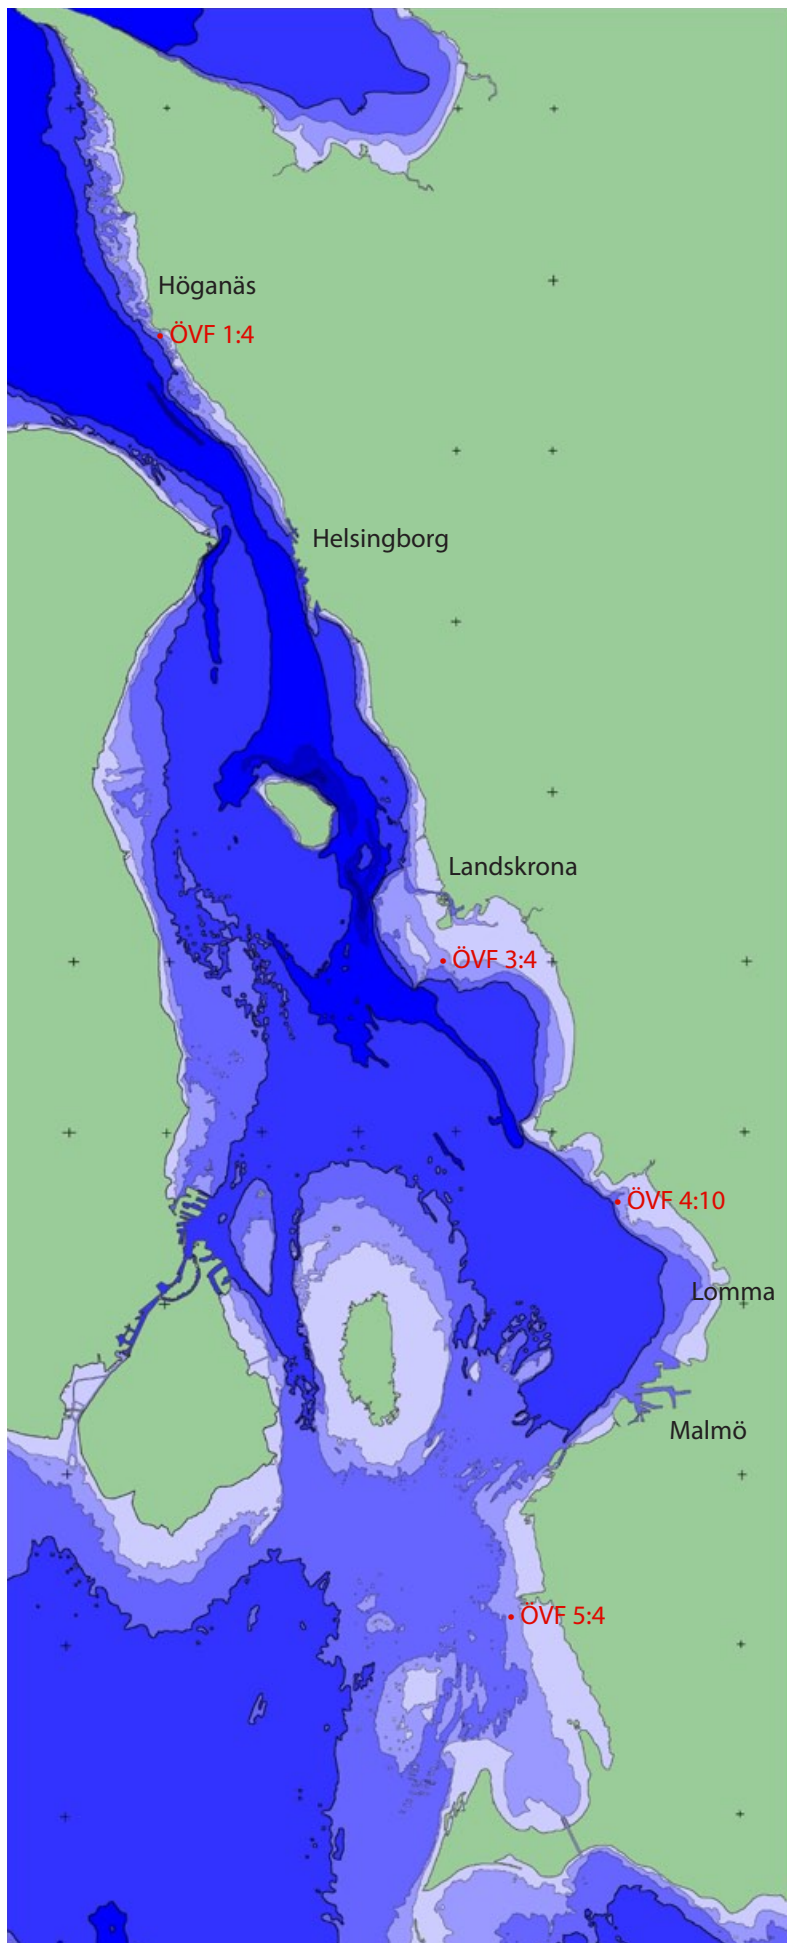 Höganäs
ÖVF 1:4
Helsingborg
Landskrona
ÖVF 3:4
ÖVF 4:10
Lomma
Malmö
ÖVF 5:4